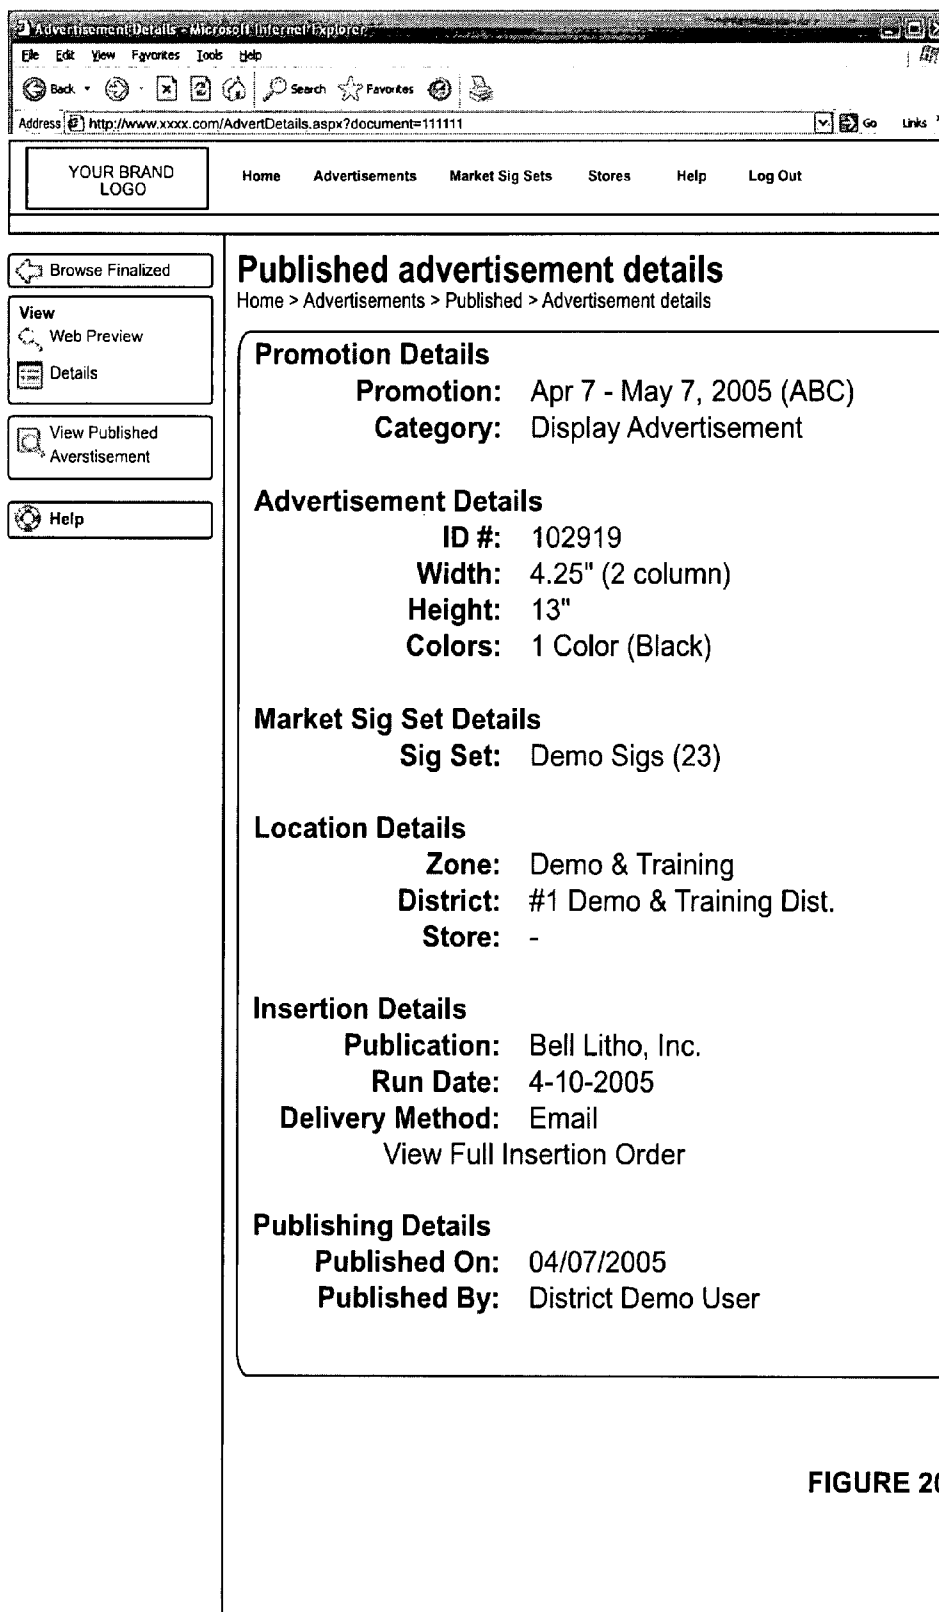 Advertisement Details - Microsoft Internet Explorer
File Edit View Favorites Tools Help
Back Search Favorites
Address http://www.xxxx.com/AdvertDetails.aspx?document=111111 Go Links
YOUR BRAND
LOGO
Home Advertisements Market Sig Sets Stores Help Log Out
Browse Finalized
View
Web Preview
Details
View Published
Averstisement
Help
Published advertisement details
Home > Advertisements > Published > Advertisement details
Promotion Details
Promotion: Apr 7 - May 7, 2005 (ABC)
Category: Display Advertisement
Advertisement Details
ID #: 102919
Width: 4.25" (2 column)
Height: 13"
Colors: 1 Color (Black)
Market Sig Set Details
Sig Set: Demo Sigs (23)
Location Details
Zone: Demo & Training
District: #1 Demo & Training Dist.
Store: -
Insertion Details
Publication: Bell Litho, Inc.
Run Date: 4-10-2005
Delivery Method: Email
View Full Insertion Order
Publishing Details
Published On: 04/07/2005
Published By: District Demo User
FIGURE 20